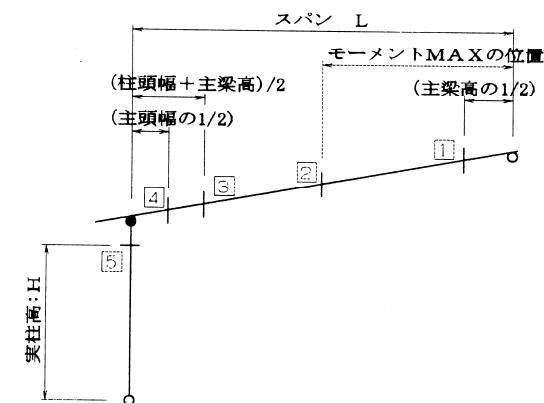 スパン L
モーメントMAXの位置
(柱頭幅+主梁高)/2
(主梁高の1/2)
(主頭幅の1/2)
1
2
3
4
5
実柱高:H